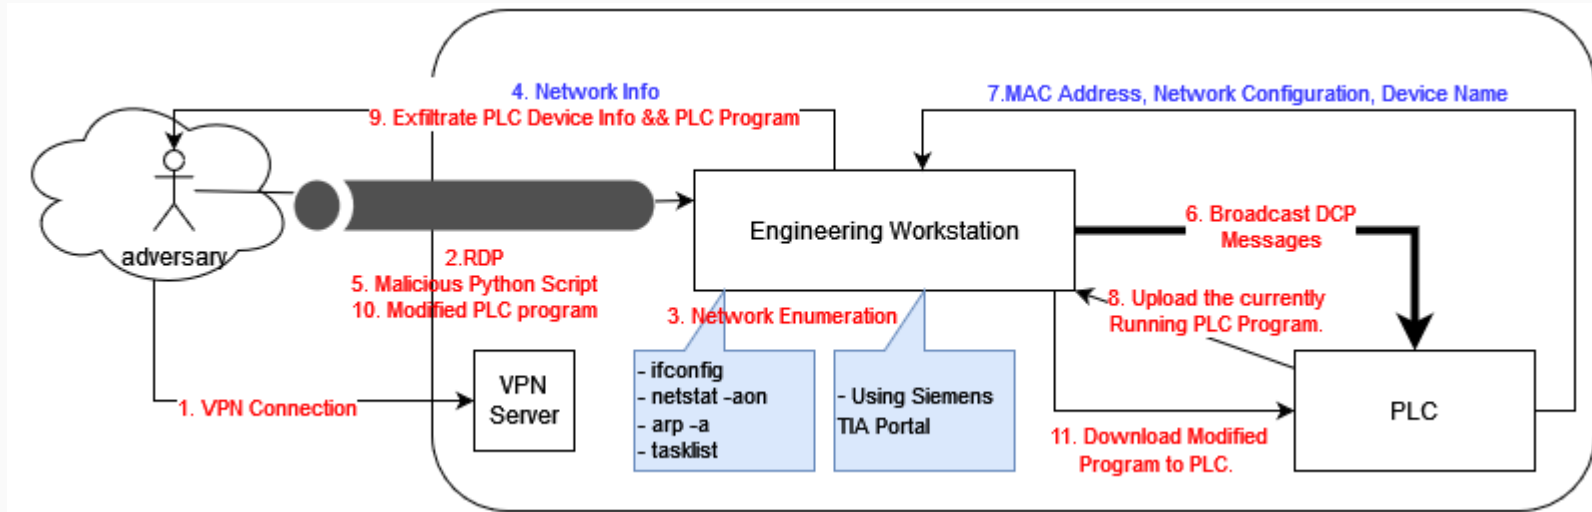 4. Network Info
9. Exfiltrate PLC Device Info && PLC Program
7.MAC Address, Network Configuration, Device Name
adversary
2.RDP
5. Malicious Python Script
10. Modified PLC program
Engineering Workstation
6. Broadcast DCP
Messages
3. Network Enumeration
8. Upload the currently
Running PLC Program.
1. VPN Connection
VPN
Server
- ifconfig
- netstat -aon
- arp -a
- tasklist
- Using Siemens
TIA Portal
PLC
11. Download Modified
Program to PLC.